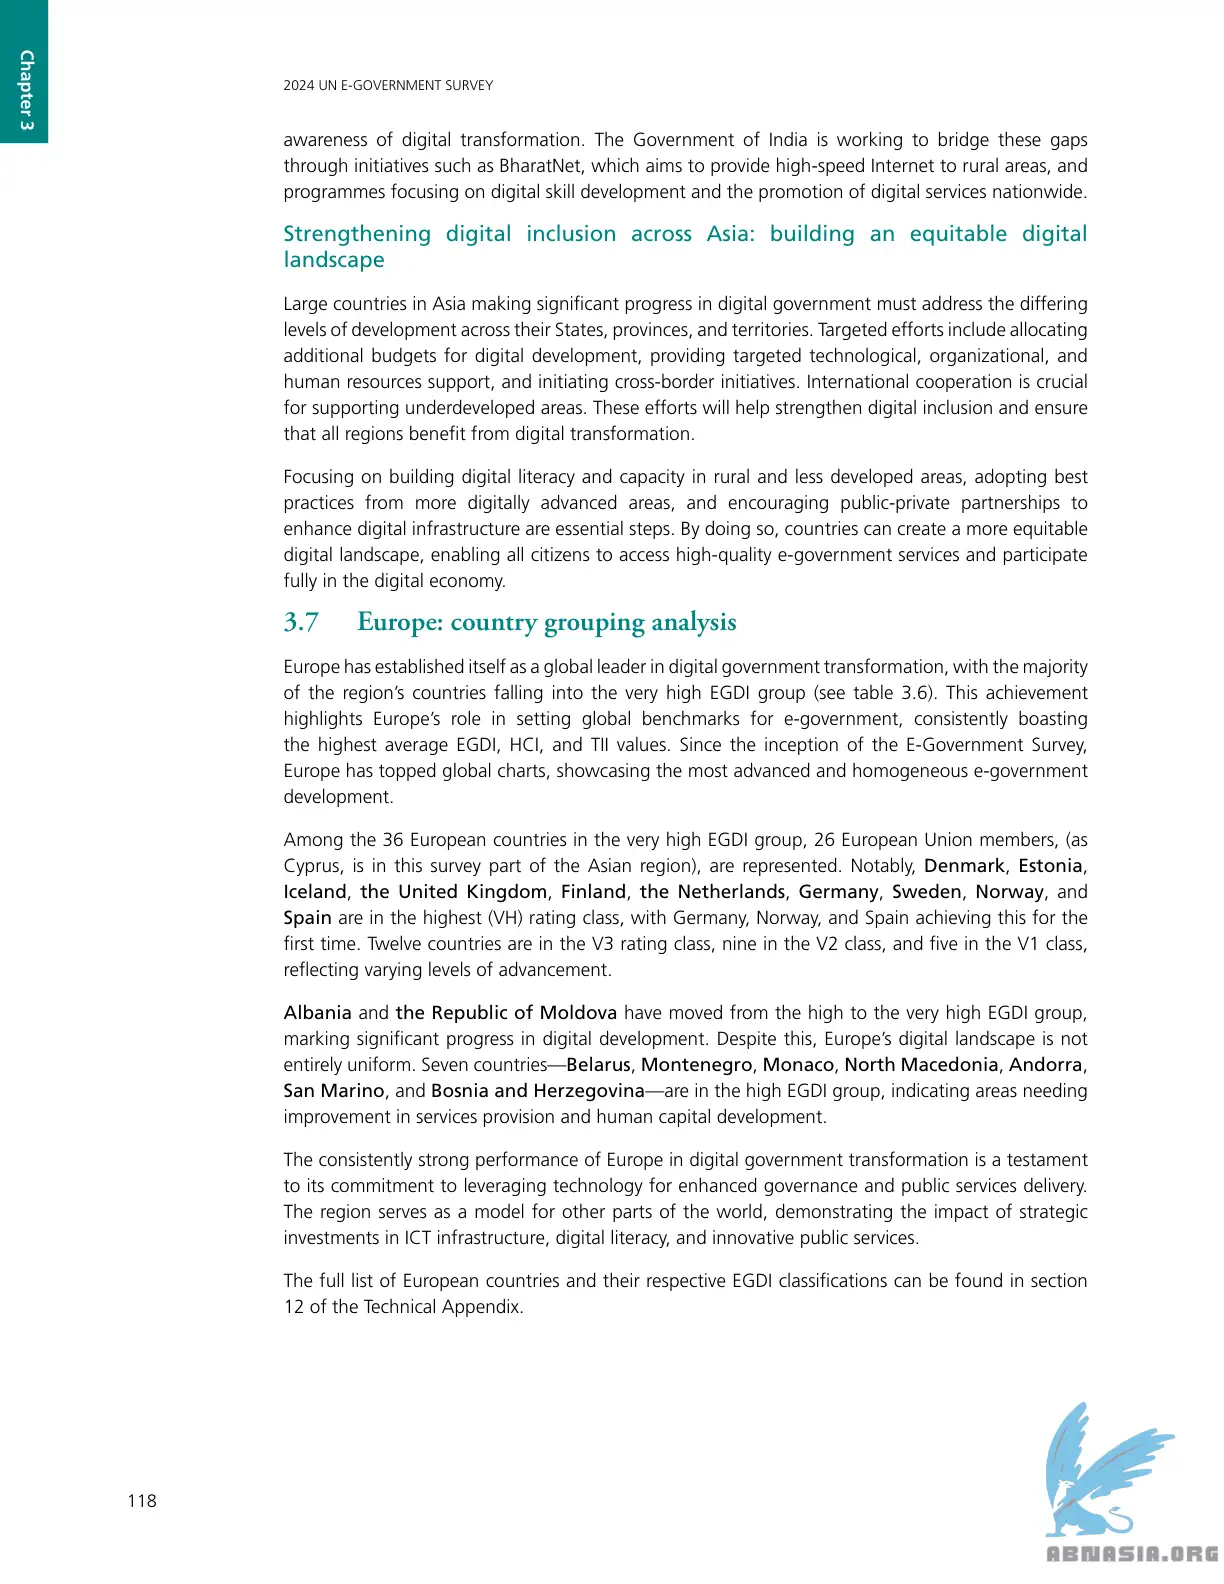 Chapter 3
2024 UN E-GOVERNMENT SURVEY
awareness of digital transformation. The Government of India is working to bridge these gaps
through initiatives such as BharatNet, which aims to provide high-speed Internet to rural areas, and
programmes focusing on digital skill development and the promotion of digital services nationwide.
Strengthening digital inclusion across Asia: building an equitable digital
landscape
Large countries in Asia making significant progress in digital government must address the differing
levels of development across their States, provinces, and territories. Targeted efforts include allocating
additional budgets for digital development, providing targeted technological, organizational, and
human resources support, and initiating cross-border initiatives. International cooperation is crucial
for supporting underdeveloped areas. These efforts will help strengthen digital inclusion and ensure
that all regions benefit from digital transformation.
Focusing on building digital literacy and capacity in rural and less developed areas, adopting best
practices from more digitally advanced areas, and encouraging public-private partnerships to
enhance digital infrastructure are essential steps. By doing so, countries can create a more equitable
digital landscape, enabling all citizens to access high-quality e-government services and participate
fully in the digital economy.
3.7 Europe: country grouping analysis
Europe has established itself as a global leader in digital government transformation, with the majority
of the region’s countries falling into the very high EGDI group (see table 3.6). This achievement
highlights Europe’s role in setting global benchmarks for e-government, consistently boasting
the highest average EGDI, HCI, and TII values. Since the inception of the E-Government Survey,
Europe has topped global charts, showcasing the most advanced and homogeneous e-government
development.
Among the 36 European countries in the very high EGDI group, 26 European Union members, (as
Cyprus, is in this survey part of the Asian region), are represented. Notably, Denmark, Estonia,
Iceland, the United Kingdom, Finland, the Netherlands, Germany, Sweden, Norway, and
Spain are in the highest (VH) rating class, with Germany, Norway, and Spain achieving this for the
first time. Twelve countries are in the V3 rating class, nine in the V2 class, and five in the V1 class,
reflecting varying levels of advancement.
Albania and the Republic of Moldova have moved from the high to the very high EGDI group,
marking significant progress in digital development. Despite this, Europe’s digital landscape is not
entirely uniform. Seven countries—Belarus, Montenegro, Monaco, North Macedonia, Andorra,
San Marino, and Bosnia and Herzegovina—are in the high EGDI group, indicating areas needing
improvement in services provision and human capital development.
The consistently strong performance of Europe in digital government transformation is a testament
to its commitment to leveraging technology for enhanced governance and public services delivery.
The region serves as a model for other parts of the world, demonstrating the impact of strategic
investments in ICT infrastructure, digital literacy, and innovative public services.
The full list of European countries and their respective EGDI classifications can be found in section
12 of the Technical Appendix.
118
ABNASIA.ORG